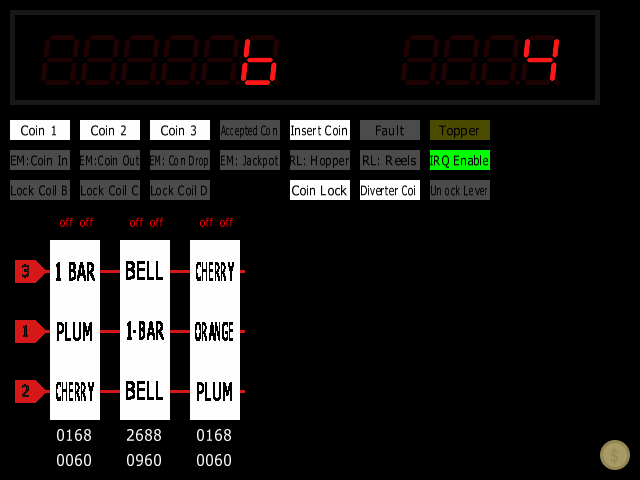 6 4
Coin 1 Coin 2 Coin 3 Accepted Coin Insert Coin Fault Topper
EM:Coin In EM:Coin Out EM: Coin Drop EM: Jackpot RL: Hopper RL: Reels IRQ Enable
Lock Coil B Lock Coil C Lock Coil D Coin Lock Diverter Coi Unlock Lever
off off off off off off
3 1 BAR BELL CHERRY
1 PLUM 1-BAR ORANGE
2 CHERRY BELL PLUM
0168 2688 0168
0060 0960 0060
$